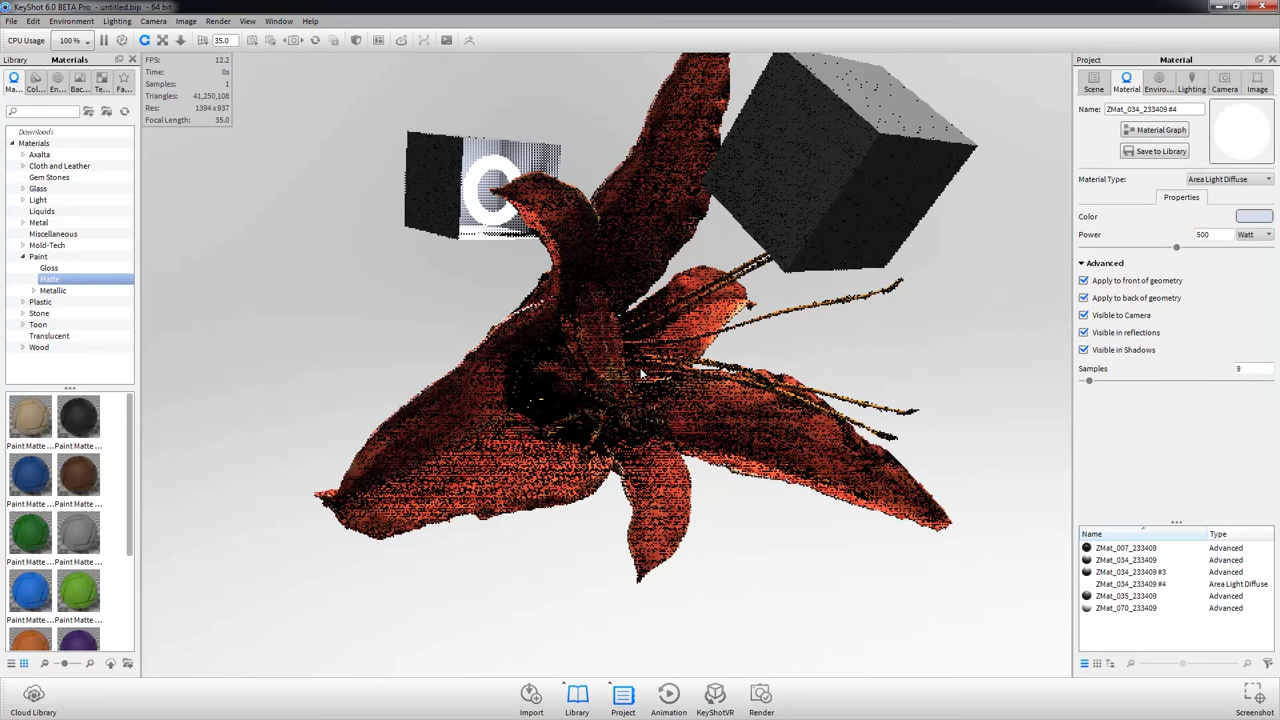 KeyShot 6.0 BETA Pro - untitled.bip - 64 bit
File Edit Environment Lighting Camera Image Render View Window Help
CPU Usage 100 % 35.0
Library Materials
Ma... Col... En... Bac... Te... Fa...
Downloads
Materials
Axalta
Cloth and Leather
Gem Stones
Glass
Light
Liquids
Metal
Miscellaneous
Mold-Tech
Paint
Gloss
Matte
Metallic
Plastic
Stone
Toon
Translucent
Wood
Paint Matte ... Paint Matte ...
Paint Matte ... Paint Matte ...
Paint Matte ... Paint Matte ...
Paint Matte ... Paint Matte ...
FPS: 12.2
Time: 0s
Samples: 1
Triangles: 41,250,108
Res: 1394 x 937
Focal Length: 35.0
Project Material
Scene Material Enviro... Lighting Camera Image
Name: ZMat_034_233409 #4
Material Graph
Save to Library
Material Type: Area Light Diffuse
Properties
Color
Power 500 Watt
Advanced
Apply to front of geometry
Apply to back of geometry
Visible to Camera
Visible in reflections
Visible in Shadows
Samples 9
Name Type
ZMat_007_233409 Advanced
ZMat_034_233409 Advanced
ZMat_034_233409 #3 Advanced
ZMat_034_233409 #4 Area Light Diffuse
ZMat_035_233409 Advanced
ZMat_070_233409 Advanced
Cloud Library Import Library Project Animation KeyShotVR Render Screenshot